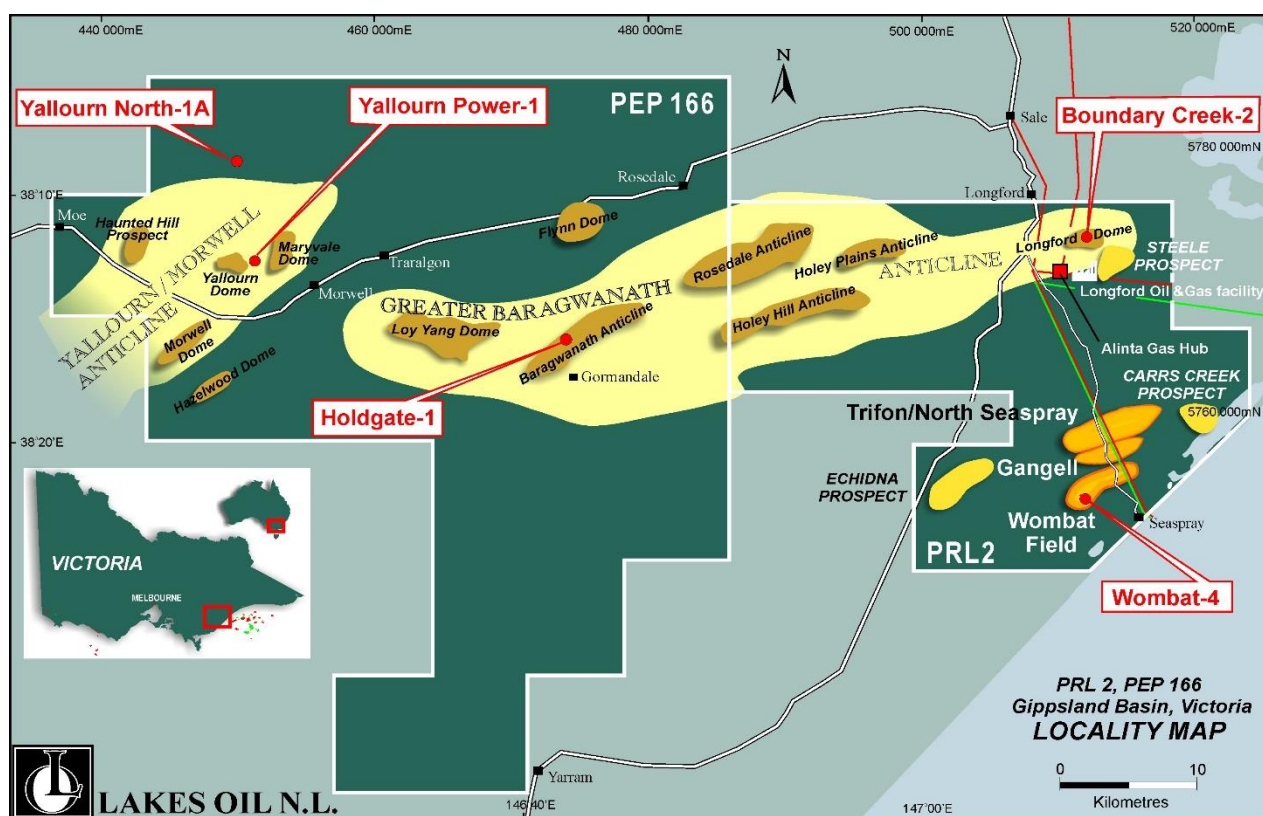 440 000mE
460 000mE
480 000mE
500 000mE
520 000mE
N
Yallourn North-1A
Yallourn Power-1
PEP 166
Boundary Creek-2
Sale
5780 000mN
38°10'E
Moe
Haunted Hill
Prospect
YALLOURN / MORWELL
ANTICLINE
Maryvale
Dome
Yallourn
Dome
Morwell
Traralgon
Rosedale
Flynn Dome
Longford
Rosedale Anticline
Holey Plains Anticline
ANTICLINE
Longford Dome
STEELE
PROSPECT
Longford Oil &Gas facility
GREATER BARAGWANATH
Loy Yang Dome
Baragwanath Anticline
Holey Hill Anticline
Morwell
Dome
Hazelwood Dome
Gormandale
Alinta Gas Hub
CARRS CREEK
PROSPECT
Holdgate-1
Trifon/North Seaspray
5760 000mN
38°20'E
Gangell
ECHIDNA
PROSPECT
Wombat
Field
Seaspray
PRL2
Wombat-4
VICTORIA
MELBOURNE
PRL 2, PEP 166
Gippsland Basin, Victoria
LOCALITY MAP
0
10
Kilometres
Yarram
146°40'E
147°00'E
LAKES OIL N.L.